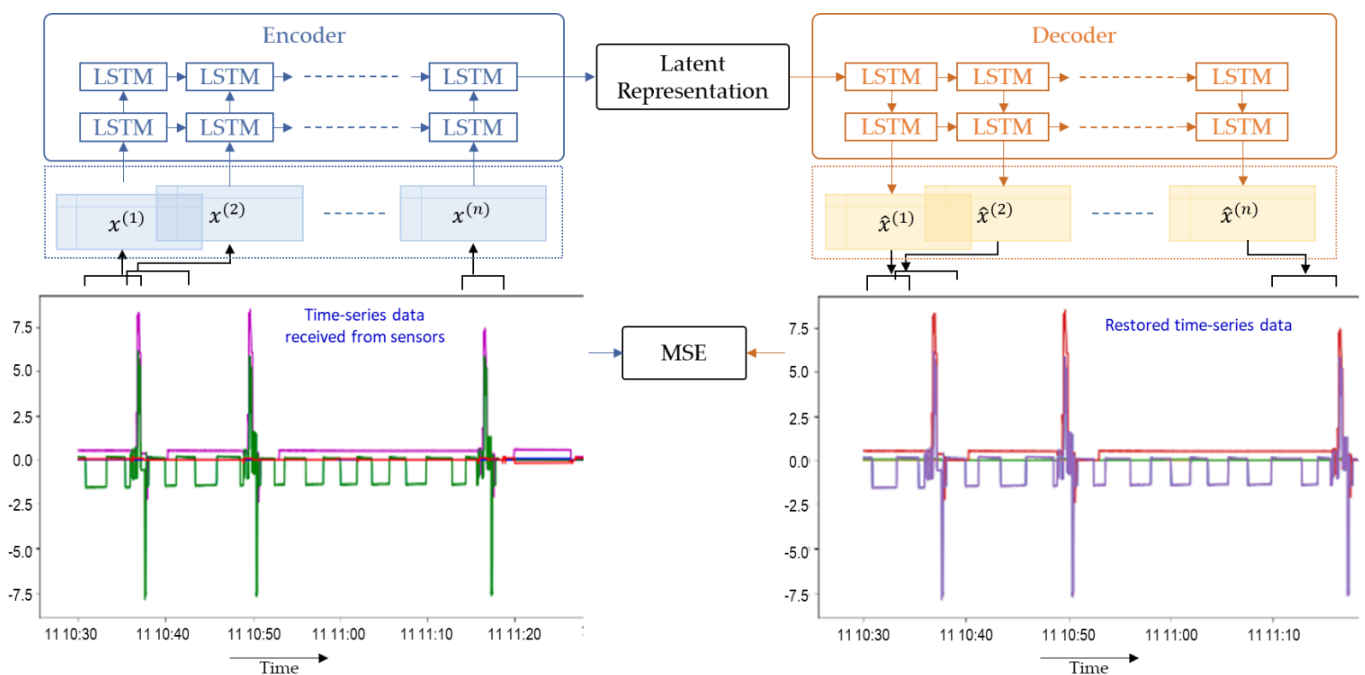 Encoder
LSTM LSTM LSTM
LSTM LSTM LSTM
x^(1) x^(2) x^(n)
Latent
Representation
Decoder
LSTM LSTM LSTM
LSTM LSTM LSTM
x̂^(1) x̂^(2) x̂^(n)
Time-series data
received from sensors
7.5
5.0
2.5
0.0
-2.5
-5.0
-7.5
11 10:30 11 10:40 11 10:50 11 11:00 11 11:10 11 11:20
Time
MSE
Restored time-series data
7.5
5.0
2.5
0.0
-2.5
-5.0
-7.5
11 10:30 11 10:40 11 10:50 11 11:00 11 11:10
Time